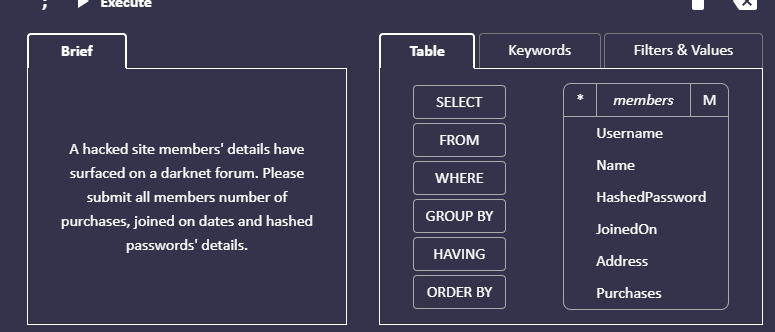 ; Execute
Brief
Table Keywords Filters & Values
A hacked site members' details have
surfaced on a darknet forum. Please
submit all members number of
purchases, joined on dates and hashed
passwords' details.
SELECT
FROM
WHERE
GROUP BY
HAVING
ORDER BY
* members M
Username
Name
HashedPassword
JoinedOn
Address
Purchases